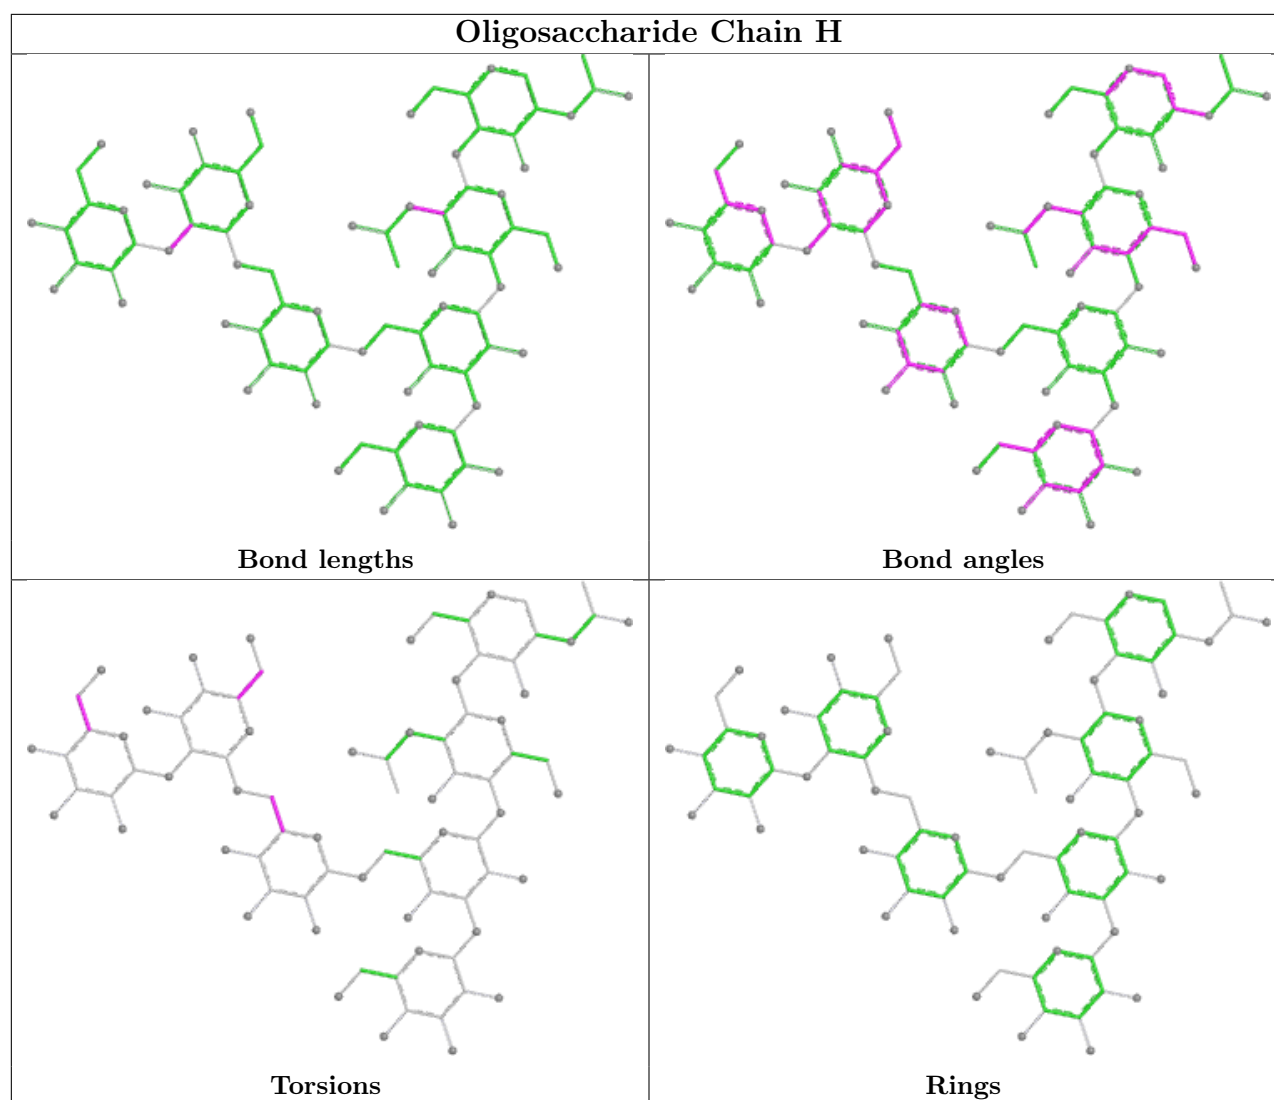 Oligosaccharide Chain H
Bond lengths
Bond angles
Torsions
Rings